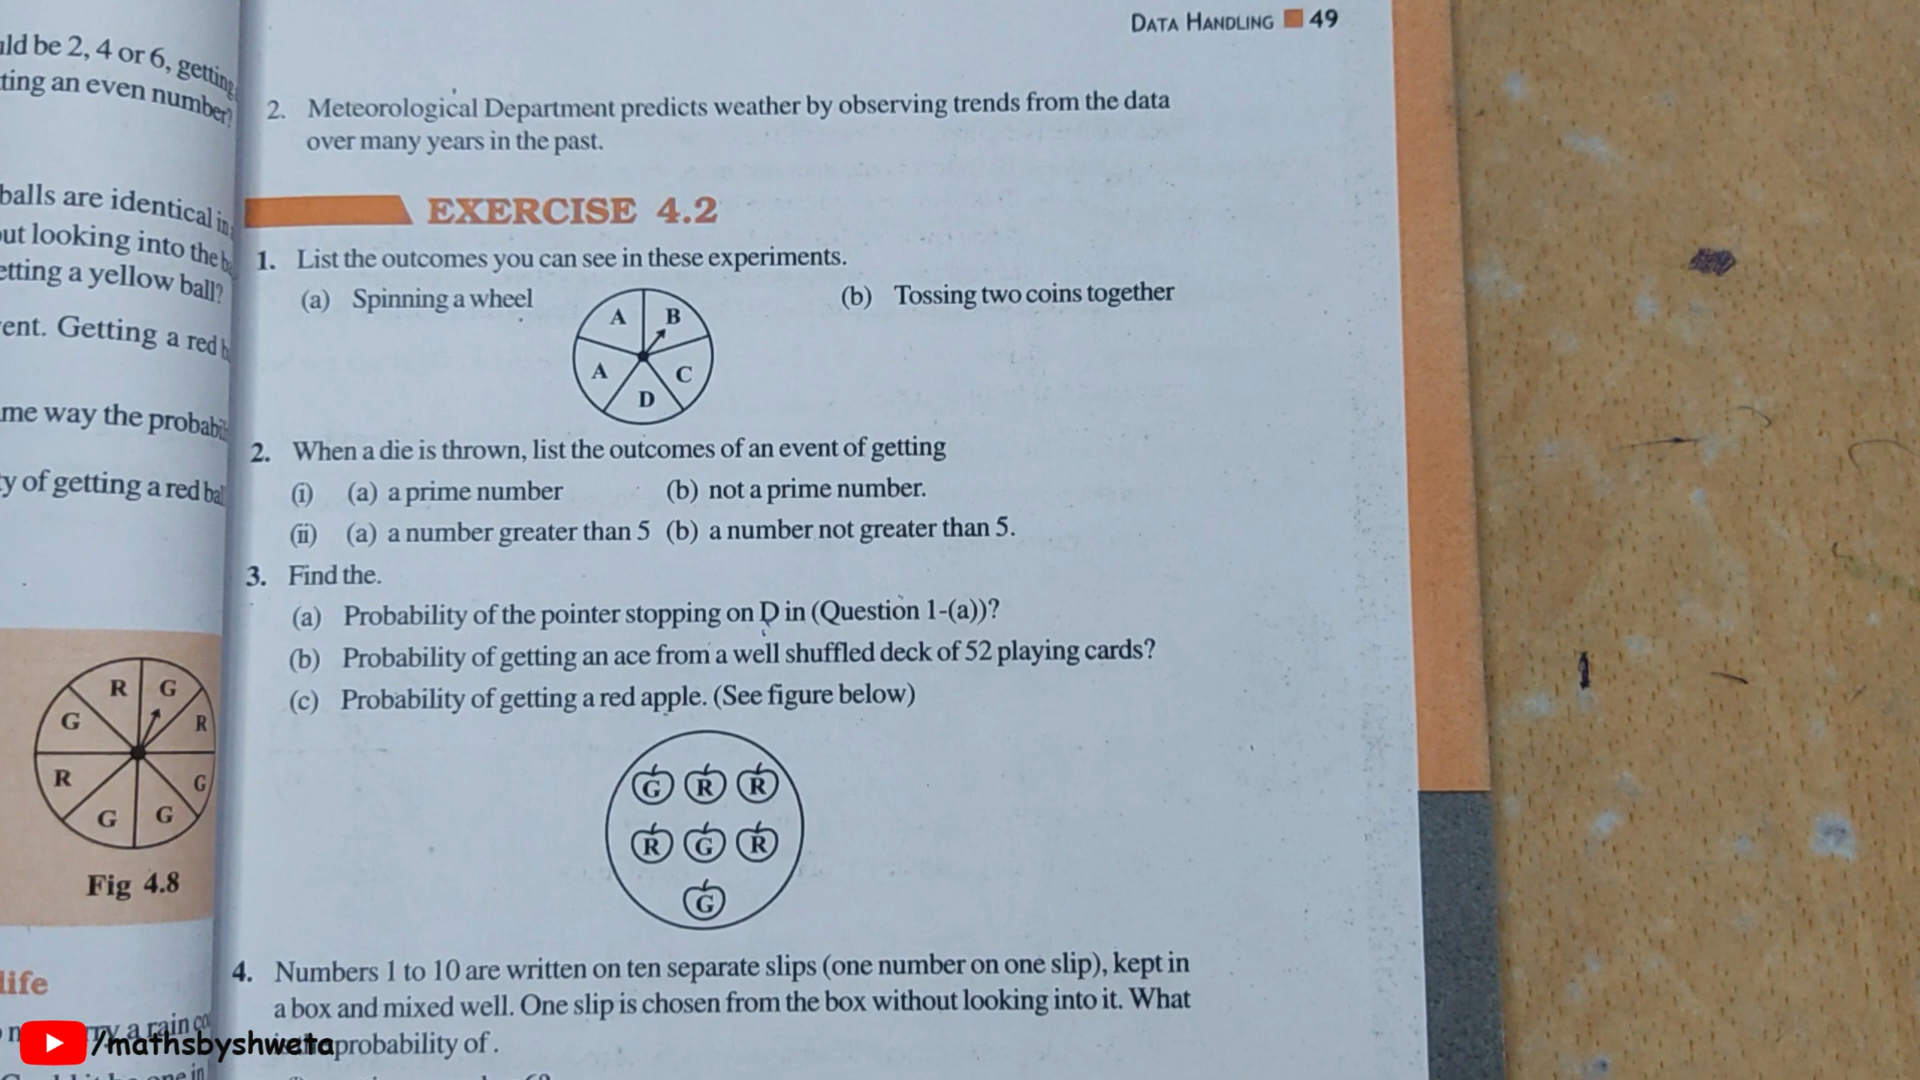 DATA HANDLING 49
uld be 2, 4 or 6, getting
ting an even number?
balls are identical in
out looking into the
etting a yellow ball?
ent. Getting a red
me way the
y of getting a red
R G
G R
R G
G G
Fig 4.8
life
a rain
2. Meteorological Department predicts weather by observing trends from the data
over many years in the past.
EXERCISE 4.2
1. List the outcomes you can see in these experiments.
(a) Spinning a wheel (b) Tossing two coins together
A B
A C
D
2. When a die is thrown, list the outcomes of an event of getting
(i) (a) a prime number (b) not a prime number.
(ii) (a) a number greater than 5 (b) a number not greater than 5.
3. Find the.
(a) Probability of the pointer stopping on D in (Question 1-(a))?
(b) Probability of getting an ace from a well shuffled deck of 52 playing cards?
(c) Probability of getting a red apple. (See figure below)
G R R
R G R
G
4. Numbers 1 to 10 are written on ten separate slips (one number on one slip), kept in
a box and mixed well. One slip is chosen from the box without looking into it. What
probability of .
/mathsbyshweta